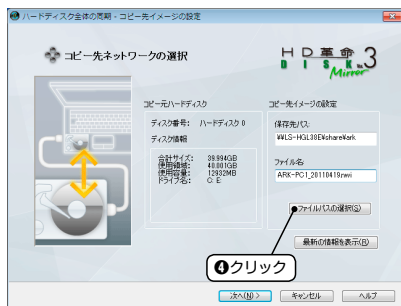 ハードディスク全体の同期 - コピー先イメージの設定
コピー先ネットワークの選択
HD革命
DISK Ver.3
Mirror
コピー元ハードディスク
ディスク番号: ハードディスク 0
ディスク情報
合計サイズ: 39.994GB
使用領域: 40.001GB
使用容量: 12932MB
ドライブ名: C: E:
コピー先イメージの設定
保存先パス:
¥¥LS-HGL38E¥share¥ark
ファイル名
ARK-PC1_20110419.nwi
ファイルパスの選択(S)
最新の情報を表示(R)
❹クリック
次へ(N) >
キャンセル
ヘルプ